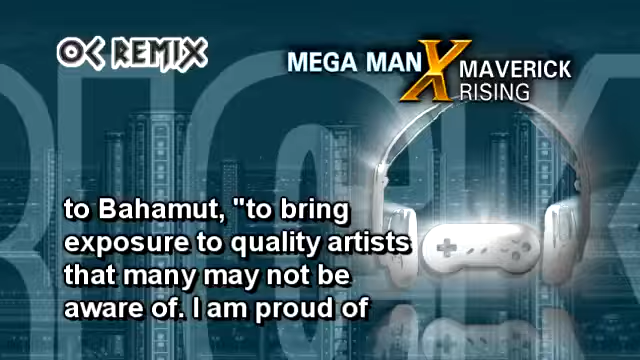 OC REMIX
MEGA MAN X MAVERICK
RISING
to Bahamut, "to bring
exposure to quality artists
that many may not be
aware of. I am proud of